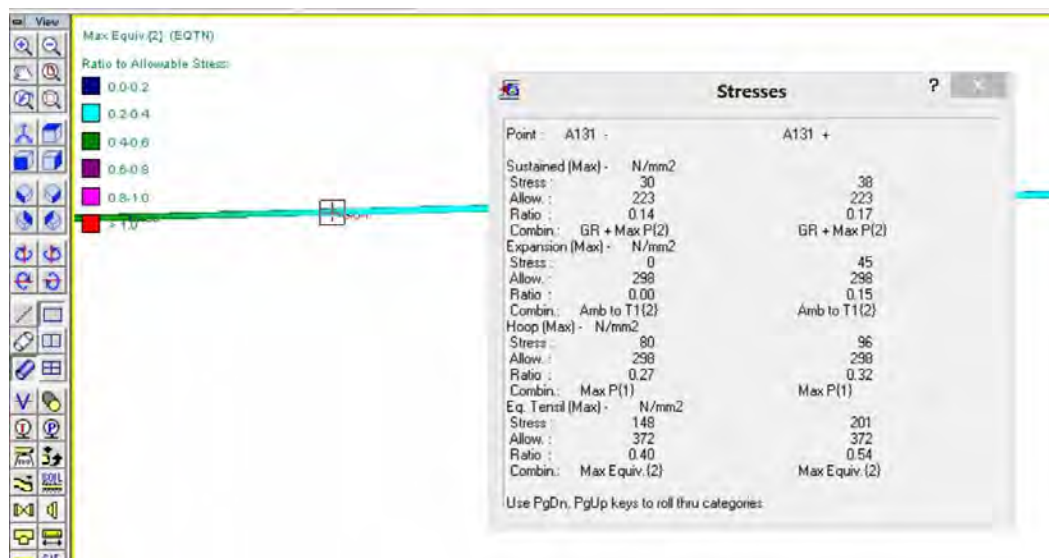 View
Max Equiv.{2} (EQTN)
Ratio to Allowable Stress:
0.0-0.2
0.2-0.4
0.4-0.6
0.6-0.8
0.8-1.0
> 1.0
Stresses
?
Point : A131 - A131 +
Sustained (Max) - N/mm2
Stress : 30 38
Allow. : 223 223
Ratio : 0.14 0.17
Combin.: GR + Max P{2} GR + Max P{2}
Expansion (Max) - N/mm2
Stress : 0 45
Allow. : 298 298
Ratio : 0.00 0.15
Combin.: Amb to T1{2} Amb to T1{2}
Hoop (Max) - N/mm2
Stress : 80 96
Allow. : 298 298
Ratio : 0.27 0.32
Combin.: Max P{1} Max P{1}
Eq. Tensil (Max) - N/mm2
Stress : 148 201
Allow. : 372 372
Ratio : 0.40 0.54
Combin.: Max Equiv.{2} Max Equiv.{2}
Use PgDn, PgUp keys to roll thru categories
SOIL